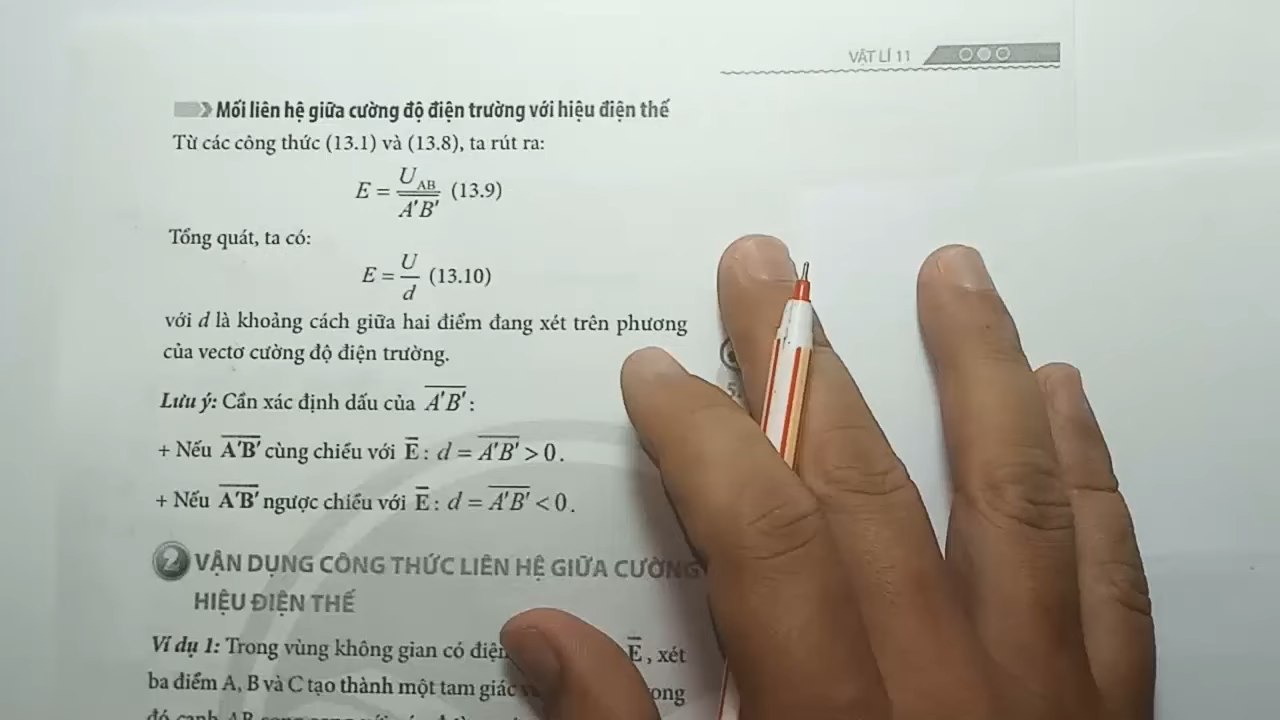 VẬT LÍ 11
Mối liên hệ giữa cường độ điện trường với hiệu điện thế
Từ các công thức (13.1) và (13.8), ta rút ra:
E = U_AB / A'B' (13.9)
Tổng quát, ta có:
E = U / d (13.10)
với d là khoảng cách giữa hai điểm đang xét trên phương
của vectơ cường độ điện trường.
Lưu ý: Cần xác định dấu của A'B' :
+ Nếu A'B' cùng chiều với E : d = A'B' > 0.
+ Nếu A'B' ngược chiều với E : d = A'B' < 0.
2 VẬN DỤNG CÔNG THỨC LIÊN HỆ GIỮA CƯỜNG
HIỆU ĐIỆN THẾ
Ví dụ 1: Trong vùng không gian có E , xét
ba điểm A, B và C tạo thành một tam giác